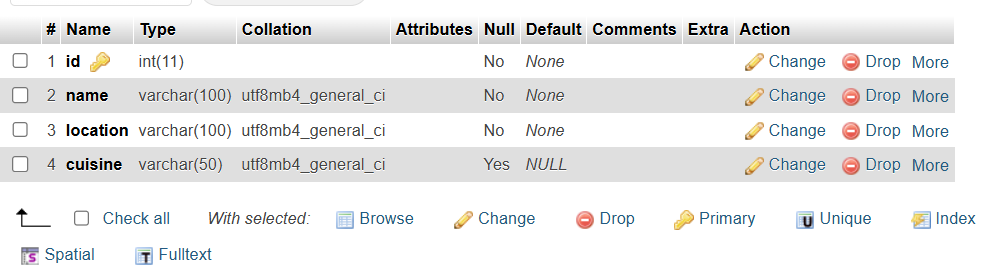 # Name Type Collation Attributes Null Default Comments Extra Action
1 id int(11) No None Change Drop More
2 name varchar(100) utf8mb4_general_ci No None Change Drop More
3 location varchar(100) utf8mb4_general_ci No None Change Drop More
4 cuisine varchar(50) utf8mb4_general_ci Yes NULL Change Drop More
Check all With selected: Browse Change Drop Primary U Unique Index
S Spatial T Fulltext